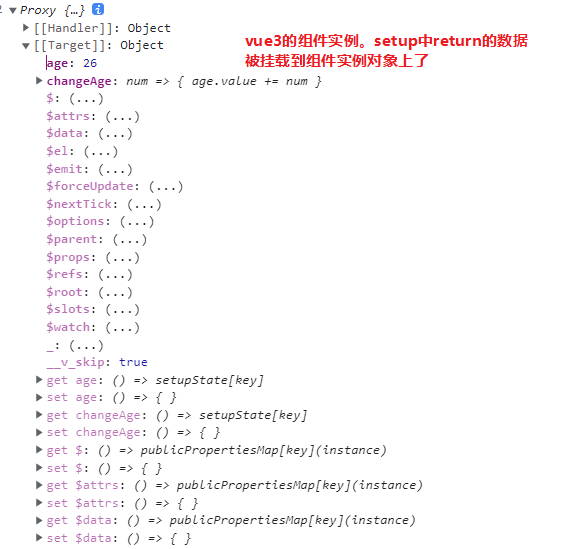 Proxy {…} i
[[Handler]]: Object
[[Target]]: Object
vue3的组件实例。setup中return的数据
被挂载到组件实例对象上了
age: 26
changeAge: num => { age.value += num }
$: (...)
$attrs: (...)
$data: (...)
$el: (...)
$emit: (...)
$forceUpdate: (...)
$nextTick: (...)
$options: (...)
$parent: (...)
$props: (...)
$refs: (...)
$root: (...)
$slots: (...)
$watch: (...)
_: (...)
__v_skip: true
get age: () => setupState[key]
set age: () => { }
get changeAge: () => setupState[key]
set changeAge: () => { }
get $: () => publicPropertiesMap[key](instance)
set $: () => { }
get $attrs: () => publicPropertiesMap[key](instance)
set $attrs: () => { }
get $data: () => publicPropertiesMap[key](instance)
set $data: () => { }